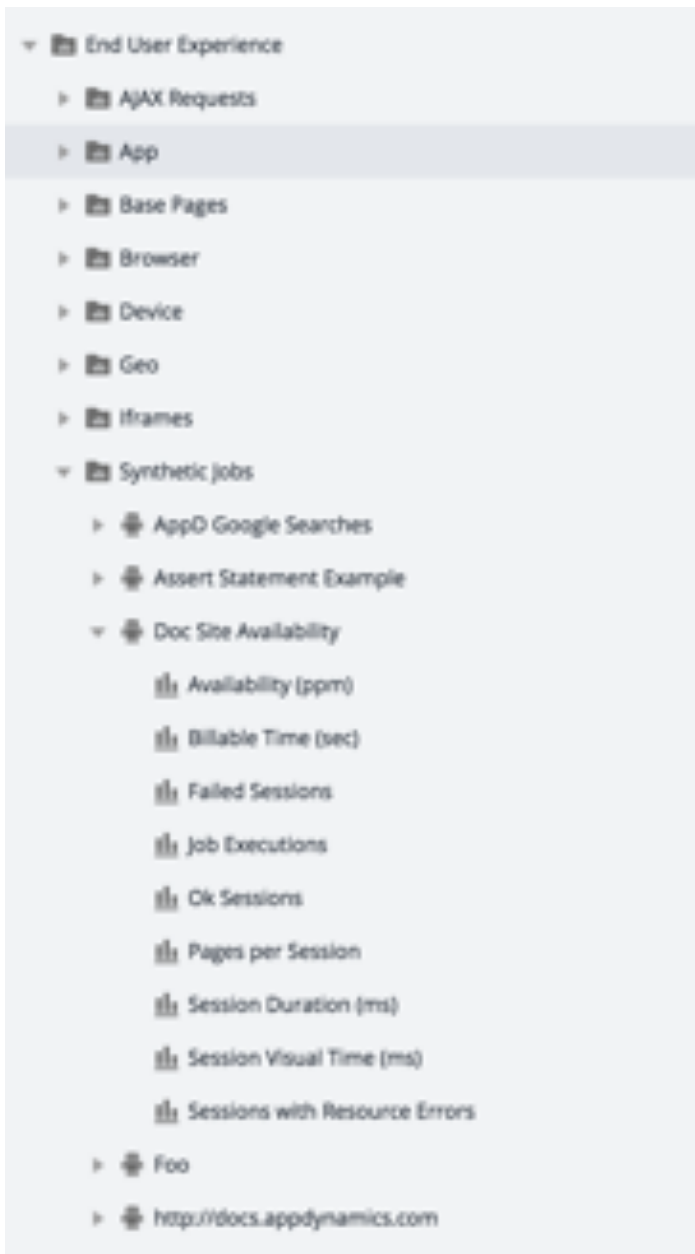 End User Experience
AJAX Requests
App
Base Pages
Browser
Device
Geo
Iframes
Synthetic Jobs
AppD Google Searches
Assert Statement Example
Doc Site Availability
Availability (ppm)
Billable Time (sec)
Failed Sessions
Job Executions
Ok Sessions
Pages per Session
Session Duration (ms)
Session Visual Time (ms)
Sessions with Resource Errors
Foo
http://docs.appdynamics.com